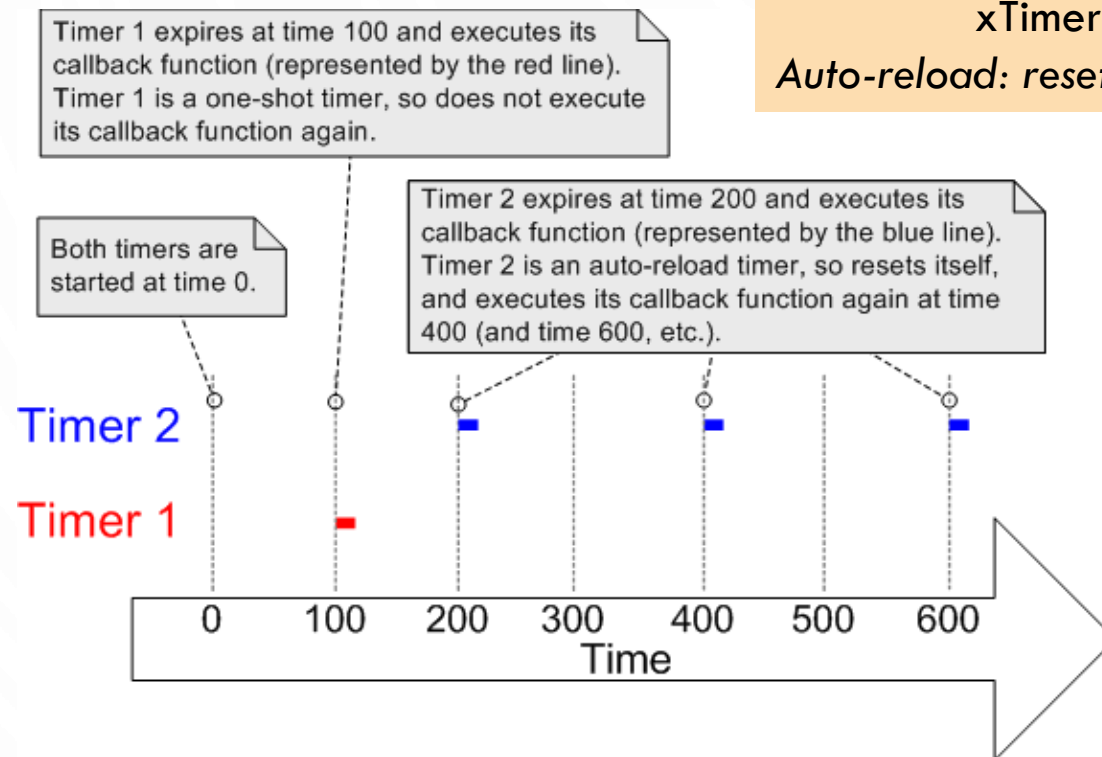 xTimer
Auto-reload: reset
Timer 1 expires at time 100 and executes its
callback function (represented by the red line).
Timer 1 is a one-shot timer, so does not execute
its callback function again.
Timer 2 expires at time 200 and executes its
callback function (represented by the blue line).
Timer 2 is an auto-reload timer, so resets itself,
and executes its callback function again at time
400 (and time 600, etc.).
Both timers are
started at time 0.
Timer 2
Timer 1
0 100 200 300 400 500 600
Time